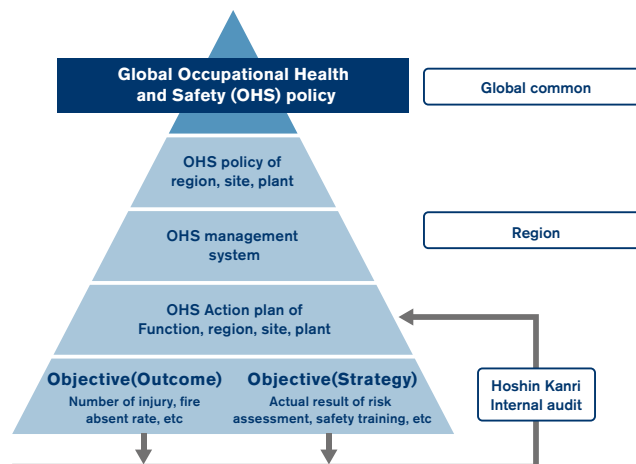 Global Occupational Health
and Safety (OHS) policy
Global common
OHS policy of
region, site, plant
Region
OHS management
system
OHS Action plan of
Function, region, site, plant
Objective(Outcome)
Number of injury, fire
absent rate, etc
Objective(Strategy)
Actual result of risk
assessment, safety training, etc
Hoshin Kanri
Internal audit